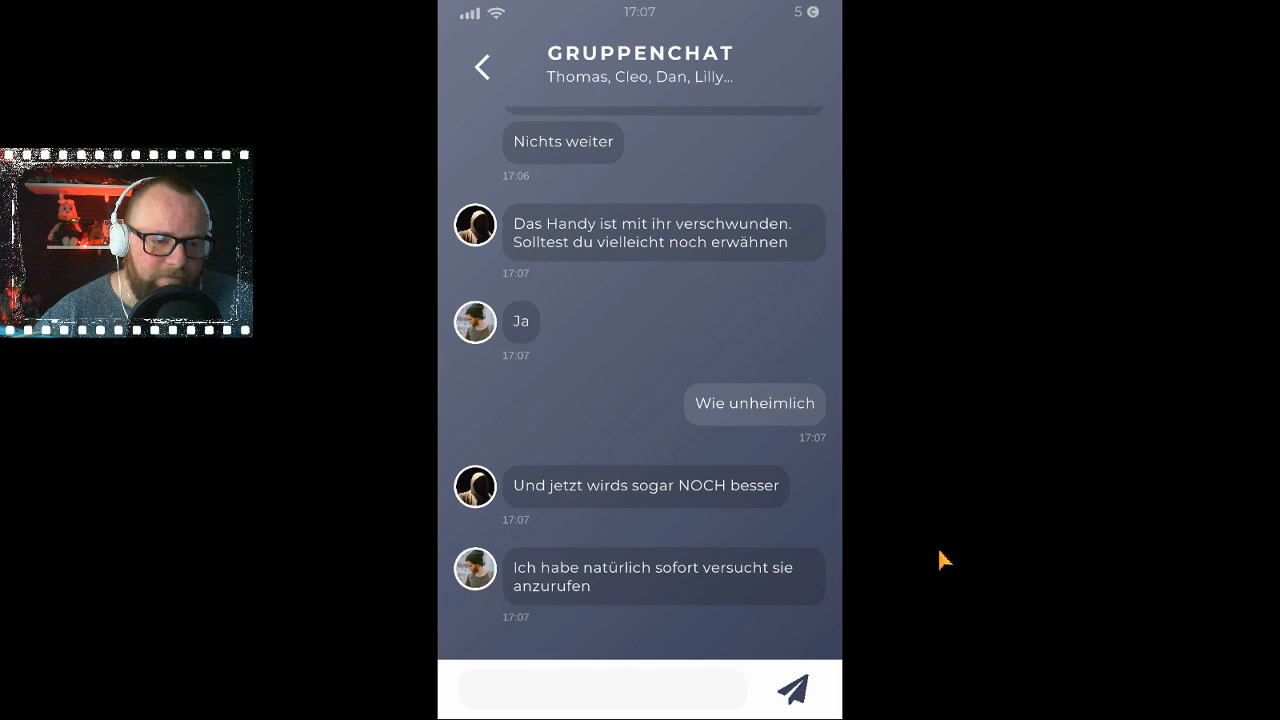 17:07
5
GRUPPENCHAT
Thomas, Cleo, Dan, Lilly...
Nichts weiter
17:06
Das Handy ist mit ihr verschwunden.
Solltest du vielleicht noch erwähnen
17:07
Ja
17:07
Wie unheimlich
17:07
Und jetzt wirds sogar NOCH besser
17:07
Ich habe natürlich sofort versucht sie
anzurufen
17:07